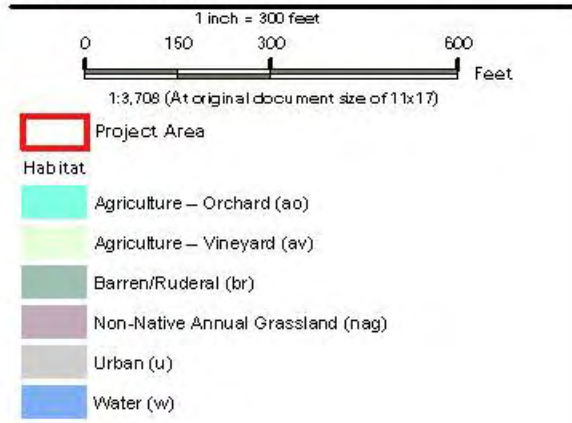 1 inch = 300 feet
0 150 300 600
Feet
1:3,708 (At original document size of 11x17)
Project Area
Habitat
Agriculture – Orchard (ao)
Agriculture – Vineyard (av)
Barren/Ruderal (br)
Non-Native Annual Grassland (nag)
Urban (u)
Water (w)